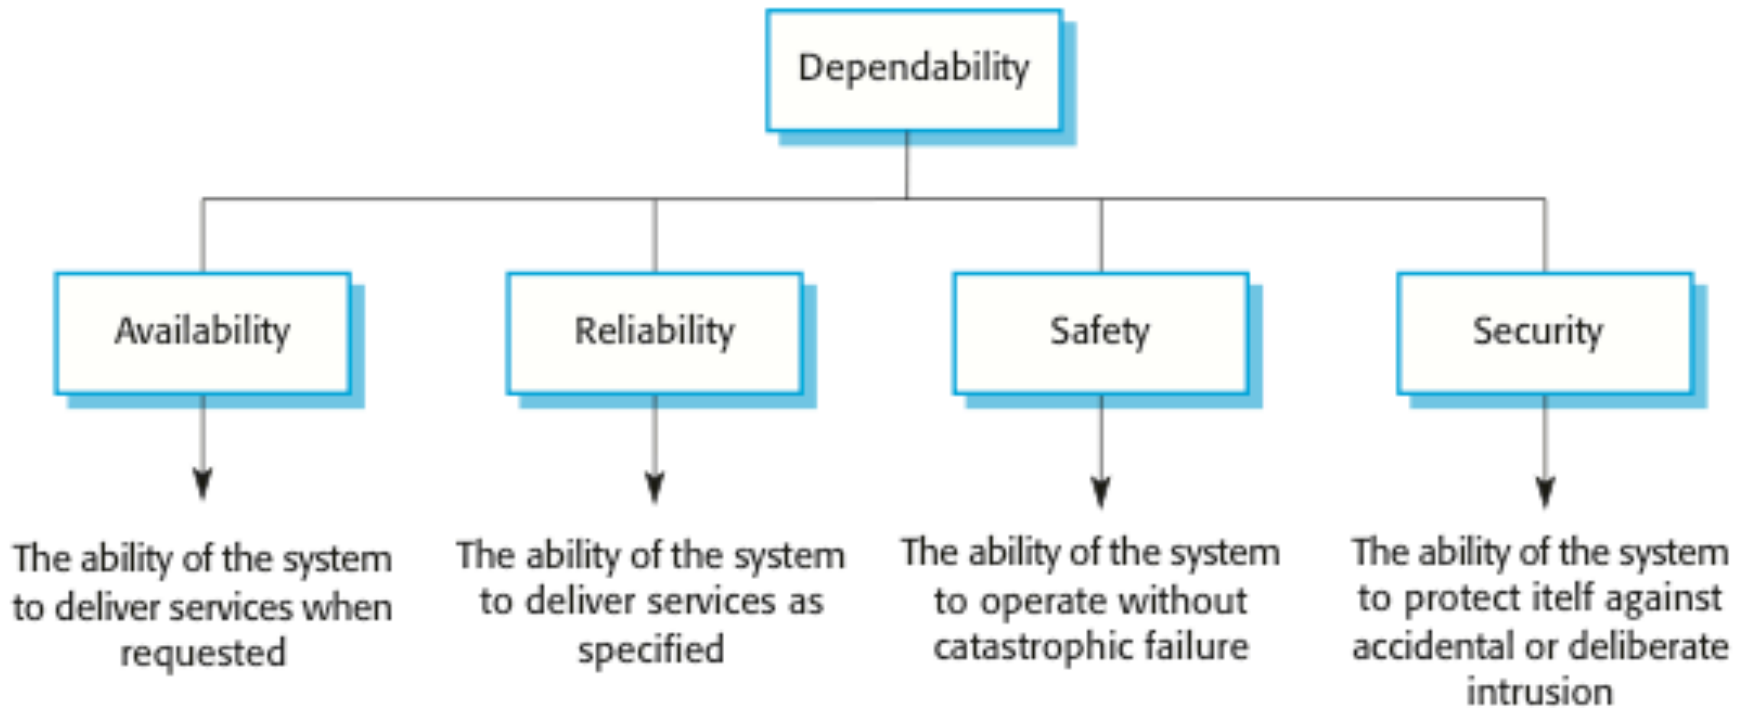 Dependability
Availability
Reliability
Safety
Security
The ability of the system
to deliver services when
requested
The ability of the system
to deliver services as
specified
The ability of the system
to operate without
catastrophic failure
The ability of the system
to protect itelf against
accidental or deliberate
intrusion